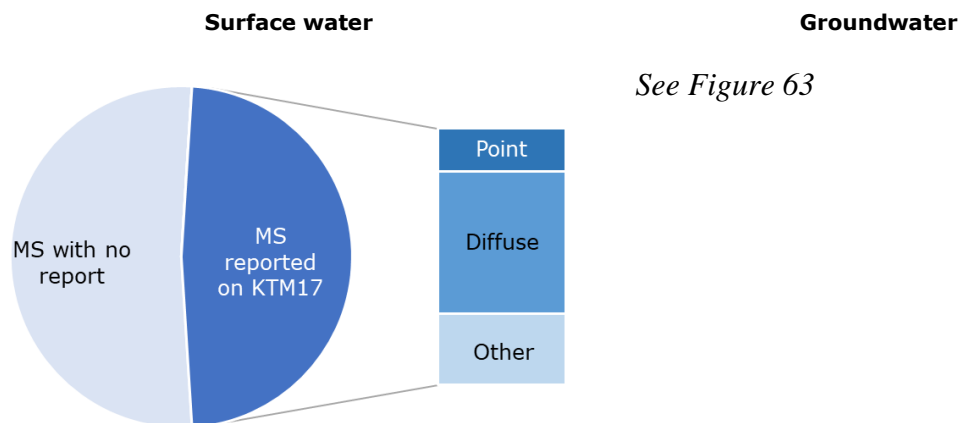 Surface water
Groundwater
See Figure 63
MS with no
report
MS
reported
on KTM17
Point
Diffuse
Other